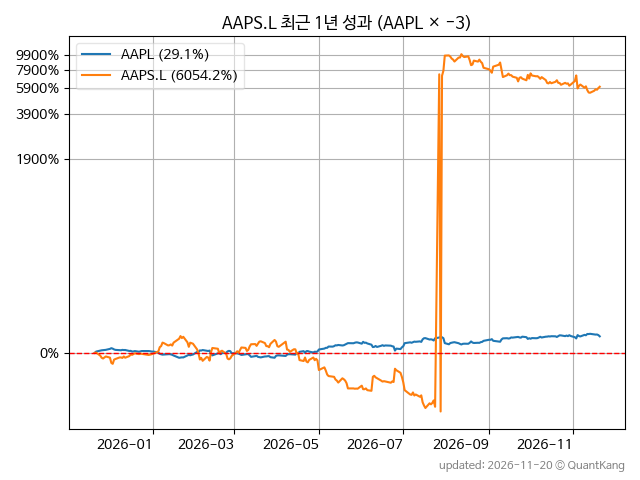 AAPS.L 최근 1년 성과 (AAPL × -3)
AAPL (29.1%)
AAPS.L (6054.2%)
9900%
7900%
5900%
3900%
1900%
0%
2026-01 2026-03 2026-05 2026-07 2026-09 2026-11
updated: 2026-11-20 © QuantKang